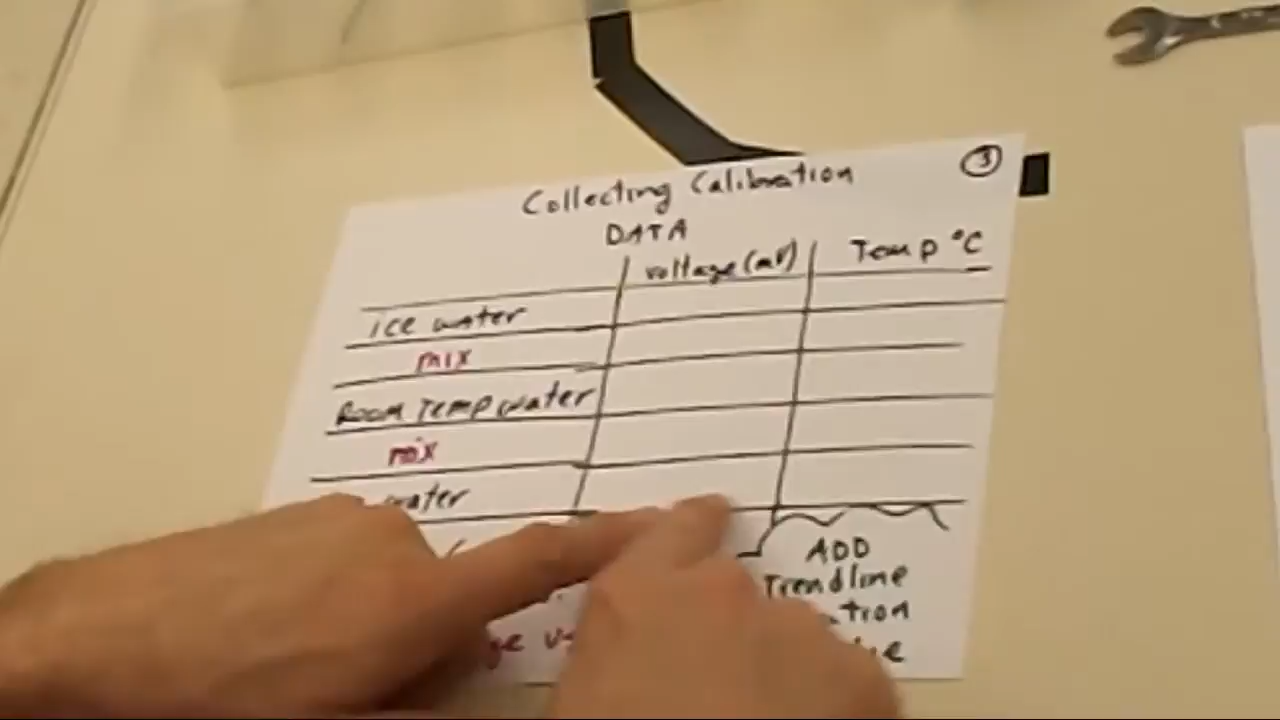 Collecting Calibration
③
DATA
voltage (mV)
Temp °C
ice water
mix
Room Temp water
mix
water
ADD
Trendline